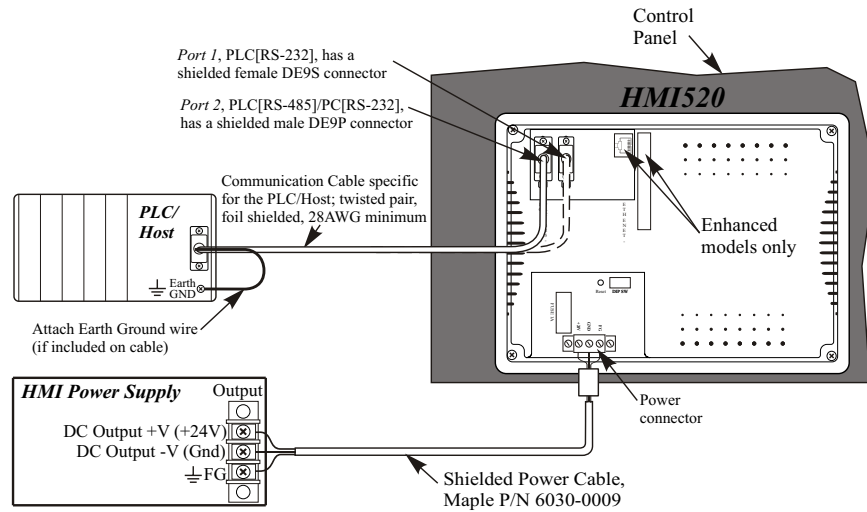 Control
Panel
Port 1, PLC[RS-232], has a
shielded female DE9S connector
Port 2, PLC[RS-485]/PC[RS-232],
has a shielded male DE9P connector
HMI520
Communication Cable specific
for the PLC/Host; twisted pair,
foil shielded, 28AWG minimum
ETHERNET
Enhanced
models only
PLC/
Host
Earth
GND
Attach Earth Ground wire
(if included on cable)
Reset
DIP SW
+24V
GND
FG
Power
connector
HMI Power Supply
Output
DC Output +V (+24V)
DC Output -V (Gnd)
FG
Shielded Power Cable,
Maple P/N 6030-0009